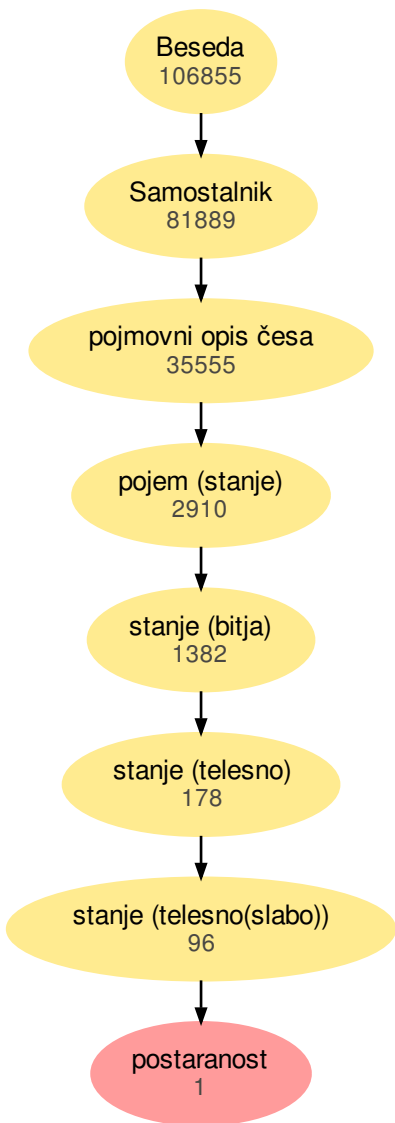 Beseda
106855
Samostalnik
81889
pojmovni opis česa
35555
pojem (stanje)
2910
stanje (bitja)
1382
stanje (telesno)
178
stanje (telesno(slabo))
96
postaranost
1